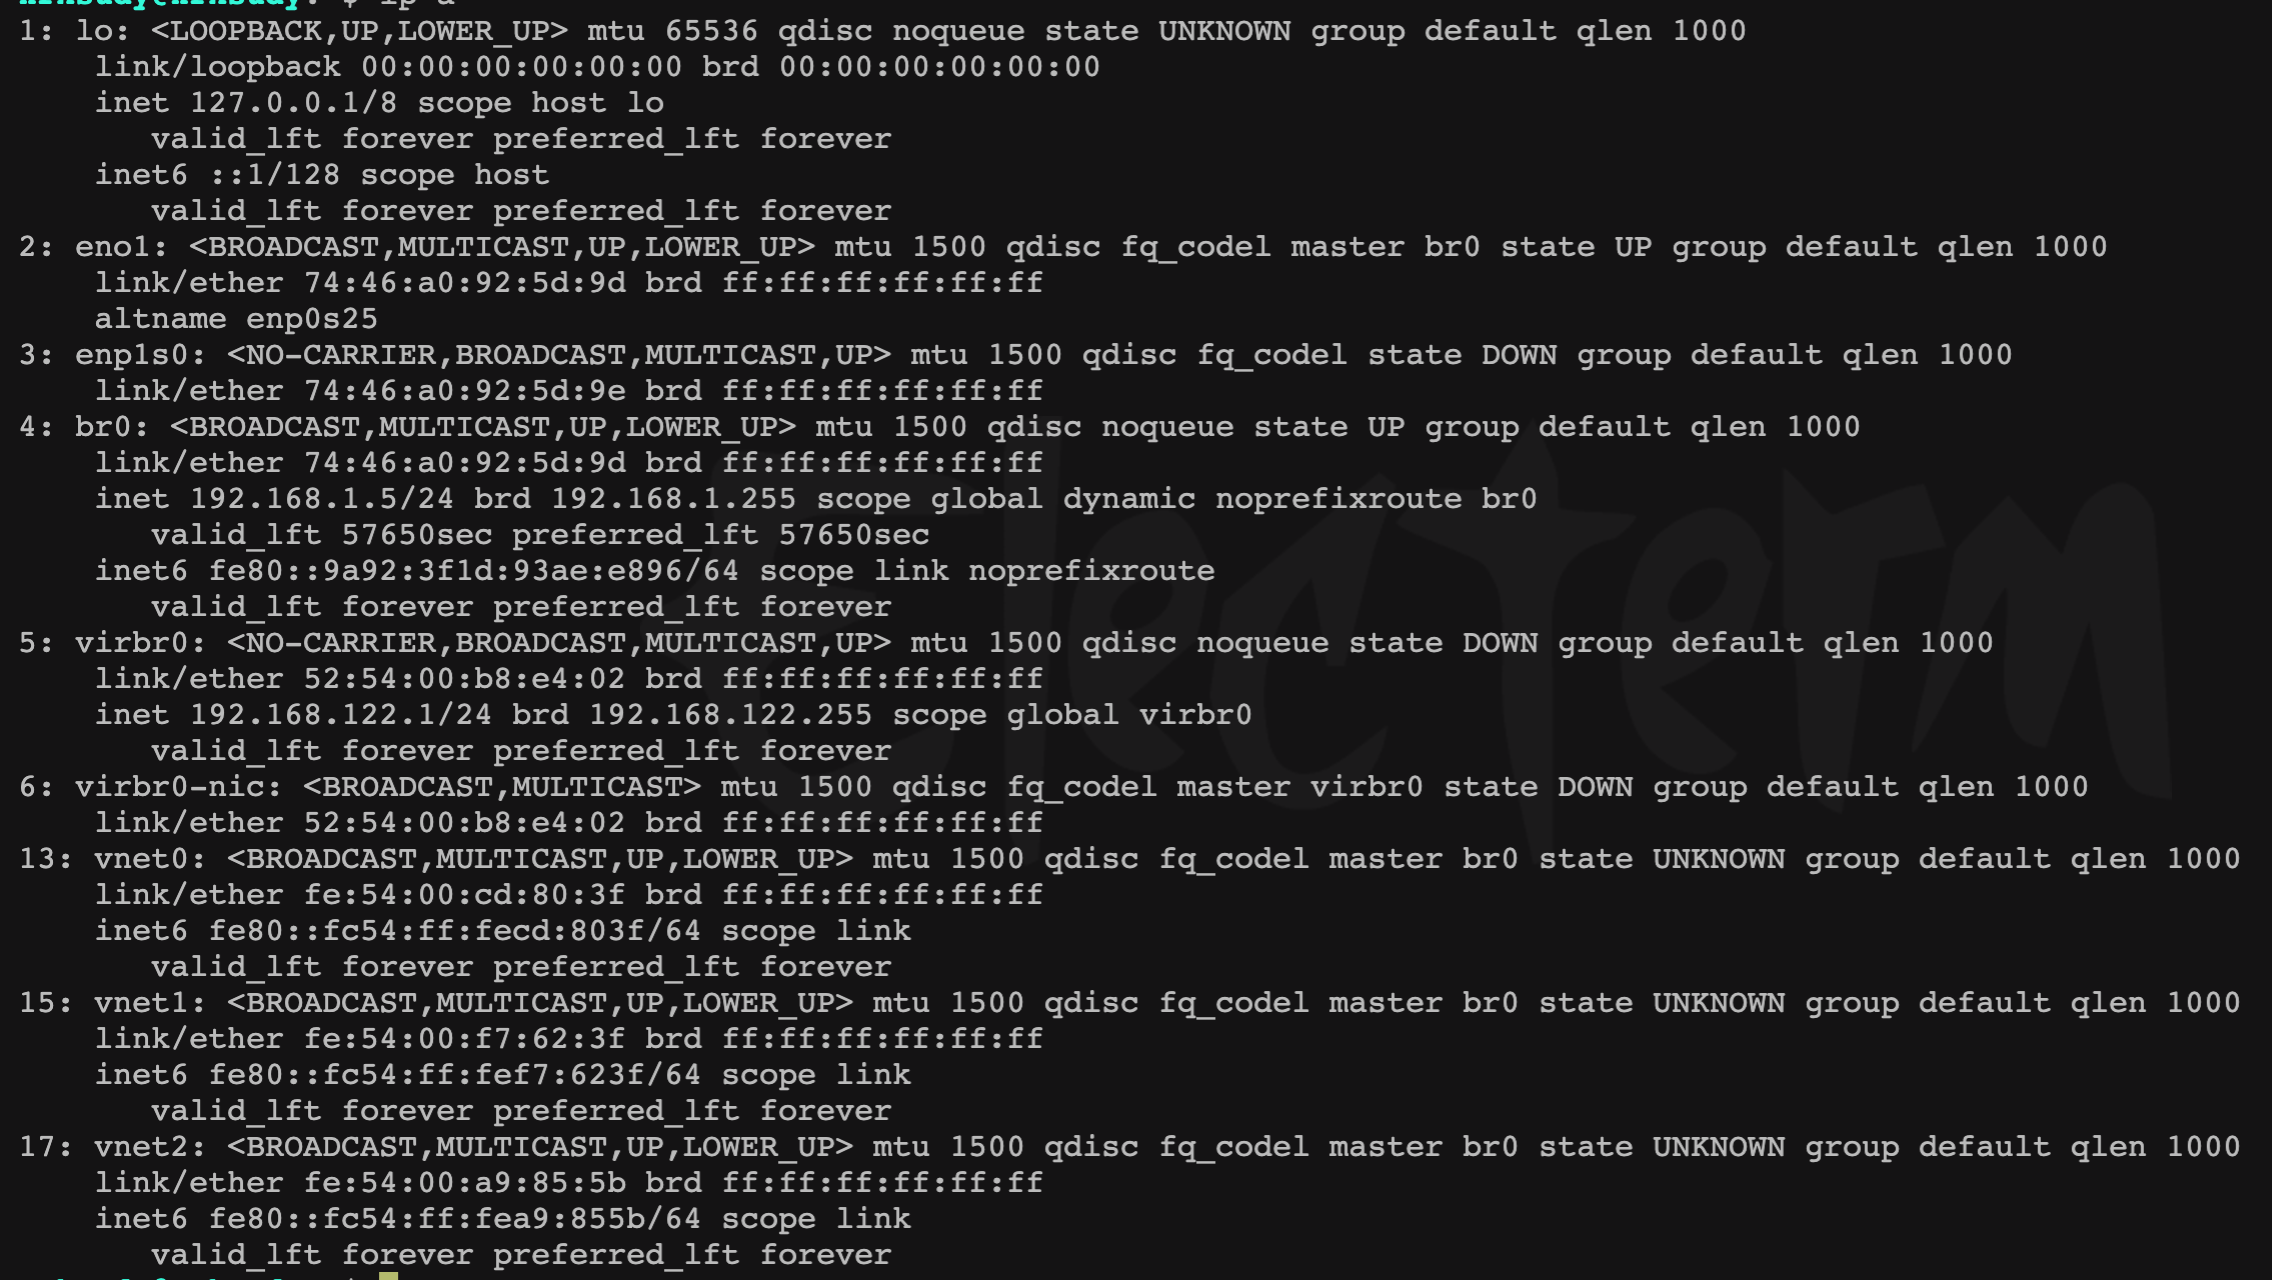 1: lo: <LOOPBACK,UP,LOWER_UP> mtu 65536 qdisc noqueue state UNKNOWN group default qlen 1000
    link/loopback 00:00:00:00:00:00 brd 00:00:00:00:00:00
    inet 127.0.0.1/8 scope host lo
       valid_lft forever preferred_lft forever
    inet6 ::1/128 scope host
       valid_lft forever preferred_lft forever
2: eno1: <BROADCAST,MULTICAST,UP,LOWER_UP> mtu 1500 qdisc fq_codel master br0 state UP group default qlen 1000
    link/ether 74:46:a0:92:5d:9d brd ff:ff:ff:ff:ff:ff
    altname enp0s25
3: enp1s0: <NO-CARRIER,BROADCAST,MULTICAST,UP> mtu 1500 qdisc fq_codel state DOWN group default qlen 1000
    link/ether 74:46:a0:92:5d:9e brd ff:ff:ff:ff:ff:ff
4: br0: <BROADCAST,MULTICAST,UP,LOWER_UP> mtu 1500 qdisc noqueue state UP group default qlen 1000
    link/ether 74:46:a0:92:5d:9d brd ff:ff:ff:ff:ff:ff
    inet 192.168.1.5/24 brd 192.168.1.255 scope global dynamic noprefixroute br0
       valid_lft 57650sec preferred_lft 57650sec
    inet6 fe80::9a92:3f1d:93ae:e896/64 scope link noprefixroute
       valid_lft forever preferred_lft forever
5: virbr0: <NO-CARRIER,BROADCAST,MULTICAST,UP> mtu 1500 qdisc noqueue state DOWN group default qlen 1000
    link/ether 52:54:00:b8:e4:02 brd ff:ff:ff:ff:ff:ff
    inet 192.168.122.1/24 brd 192.168.122.255 scope global virbr0
       valid_lft forever preferred_lft forever
6: virbr0-nic: <BROADCAST,MULTICAST> mtu 1500 qdisc fq_codel master virbr0 state DOWN group default qlen 1000
    link/ether 52:54:00:b8:e4:02 brd ff:ff:ff:ff:ff:ff
13: vnet0: <BROADCAST,MULTICAST,UP,LOWER_UP> mtu 1500 qdisc fq_codel master br0 state UNKNOWN group default qlen 1000
    link/ether fe:54:00:cd:80:3f brd ff:ff:ff:ff:ff:ff
    inet6 fe80::fc54:ff:fecd:803f/64 scope link
       valid_lft forever preferred_lft forever
15: vnet1: <BROADCAST,MULTICAST,UP,LOWER_UP> mtu 1500 qdisc fq_codel master br0 state UNKNOWN group default qlen 1000
    link/ether fe:54:00:f7:62:3f brd ff:ff:ff:ff:ff:ff
    inet6 fe80::fc54:ff:fef7:623f/64 scope link
       valid_lft forever preferred_lft forever
17: vnet2: <BROADCAST,MULTICAST,UP,LOWER_UP> mtu 1500 qdisc fq_codel master br0 state UNKNOWN group default qlen 1000
    link/ether fe:54:00:a9:85:5b brd ff:ff:ff:ff:ff:ff
    inet6 fe80::fc54:ff:fea9:855b/64 scope link
       valid_lft forever preferred_lft forever
Electerm